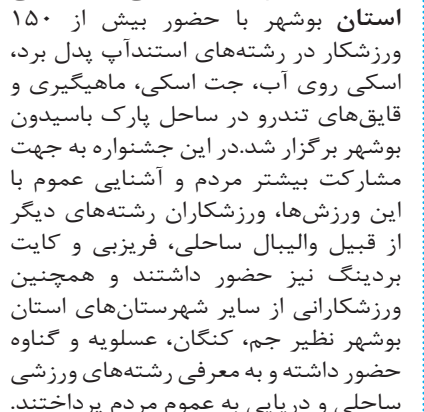 استان بوشهر با حضور بیش از ۱۵۰
ورزشکار در رشته‌های استندآپ پدل برد،
اسکی روی آب، جت اسکی، ماهیگیری و
قایق‌های تندرو در ساحل پارک باسیدون
بوشهر برگزار شد.در این جشنواره به جهت
مشارکت بیشتر مردم و آشنایی عموم با
این ورزش‌ها، ورزشکاران رشته‌های دیگر
از قبیل والیبال ساحلی، فریزبی و کایت
بردینگ نیز حضور داشتند و همچنین
ورزشکارانی از سایر شهرستان‌های استان
بوشهر نظیر جم، کنگان، عسلویه و گناوه
حضور داشته و به معرفی رشته‌های ورزشی
ساحلی و دریایی به عموم مردم پرداختند.